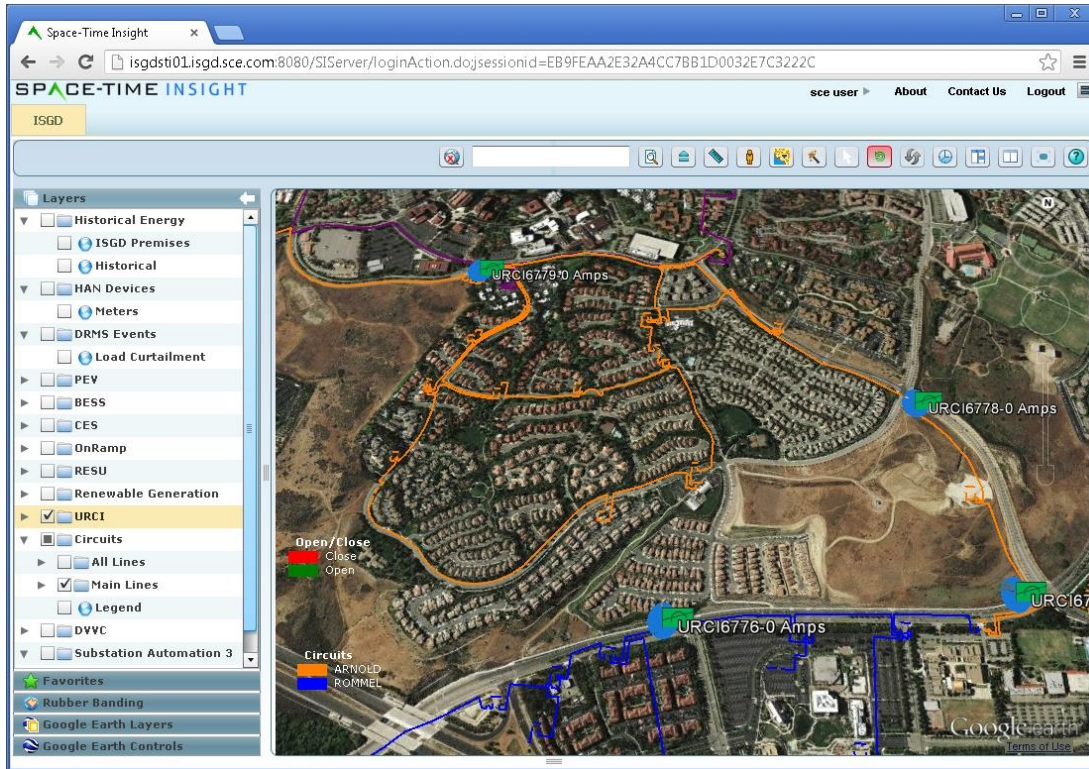 Space-Time Insight
isgdsti01.isgd.sce.com:8080/SIServer/loginAction.do;jsessionid=EB9FEAA2E32A4CC7BB1D0032E7C3222C
SPACE-TIME INSIGHT
sce user About Contact Us Logout
ISGD
Layers
Historical Energy
ISGD Premises
Historical
HAN Devices
Meters
DRMS Events
Load Curtailment
PEV
BESS
CES
OnRamp
RESU
Renewable Generation
URCI
Circuits
All Lines
Main Lines
Legend
DVVC
Substation Automation 3
Favorites
Rubber Banding
Google Earth Layers
Google Earth Controls
N
URCI6779-0 Amps
URCI6778-0 Amps
Open/Close
Close
Open
URCI67
URCI6776-0 Amps
Circuits
ARNOLD
ROMMEL
Google earth
Terms of Use